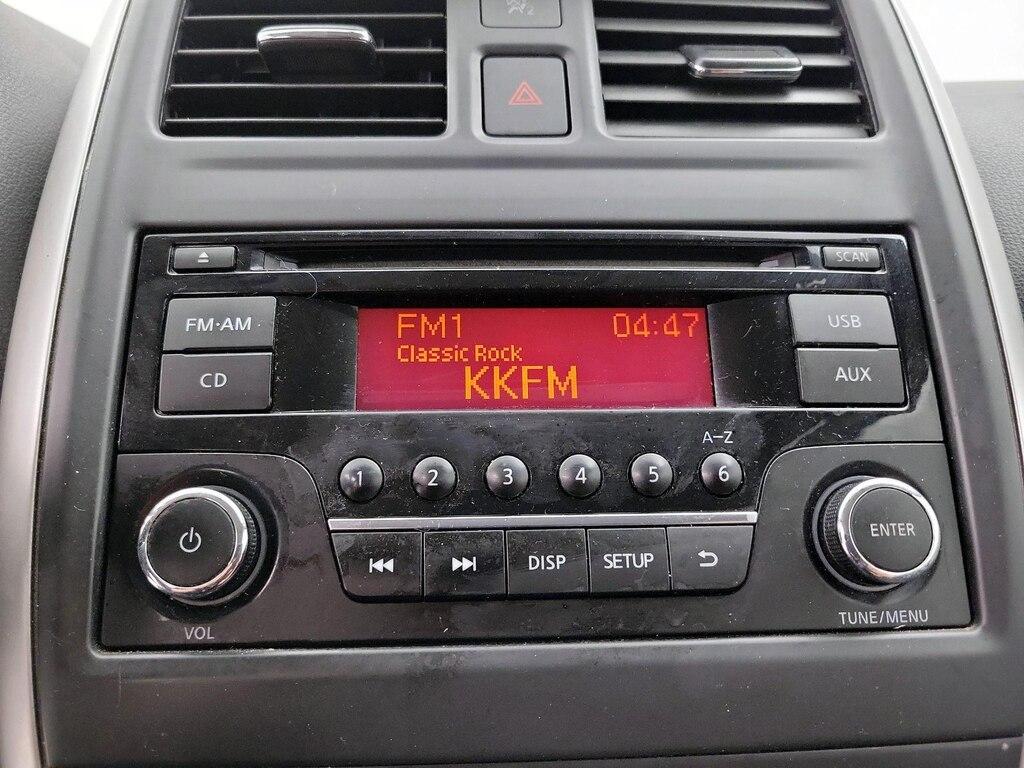 SCAN
FM·AM
FM1 04:47
USB
Classic Rock
CD
KKFM
AUX
A-Z
1 2 3 4 5 6
ENTER
DISP SETUP
VOL
TUNE/MENU